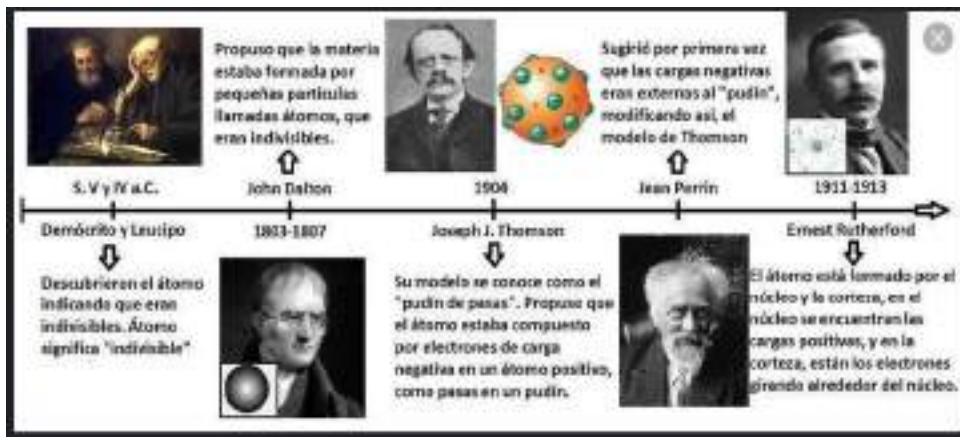 Propuso que la materia
estaba formada por
pequeñas partículas
llamadas átomos, que
eran indivisibles.
Sugirió por primera vez
que las cargas negativas
eran externas al "pudin",
modificando así, el
modelo de Thomson
S. V y IV a.C.
John Dalton
1904
Jean Perrin
1911-1913
Demócrito y Leucipo
1803-1807
Joseph J. Thomson
Ernest Rutherford
Descubrieron el átomo
indicando que eran
indivisibles. Átomo
significa "indivisible"
Su modelo se conoce como el
"pudin de pasas". Propuso que
el átomo estaba compuesto
por electrones de carga
negativa en un átomo positivo,
como pasas en un pudin.
El átomo está formado por el
núcleo y la corteza, en el
núcleo se encuentran las
cargas positivas, y en la
corteza, están los electrones
girando alrededor del núcleo.